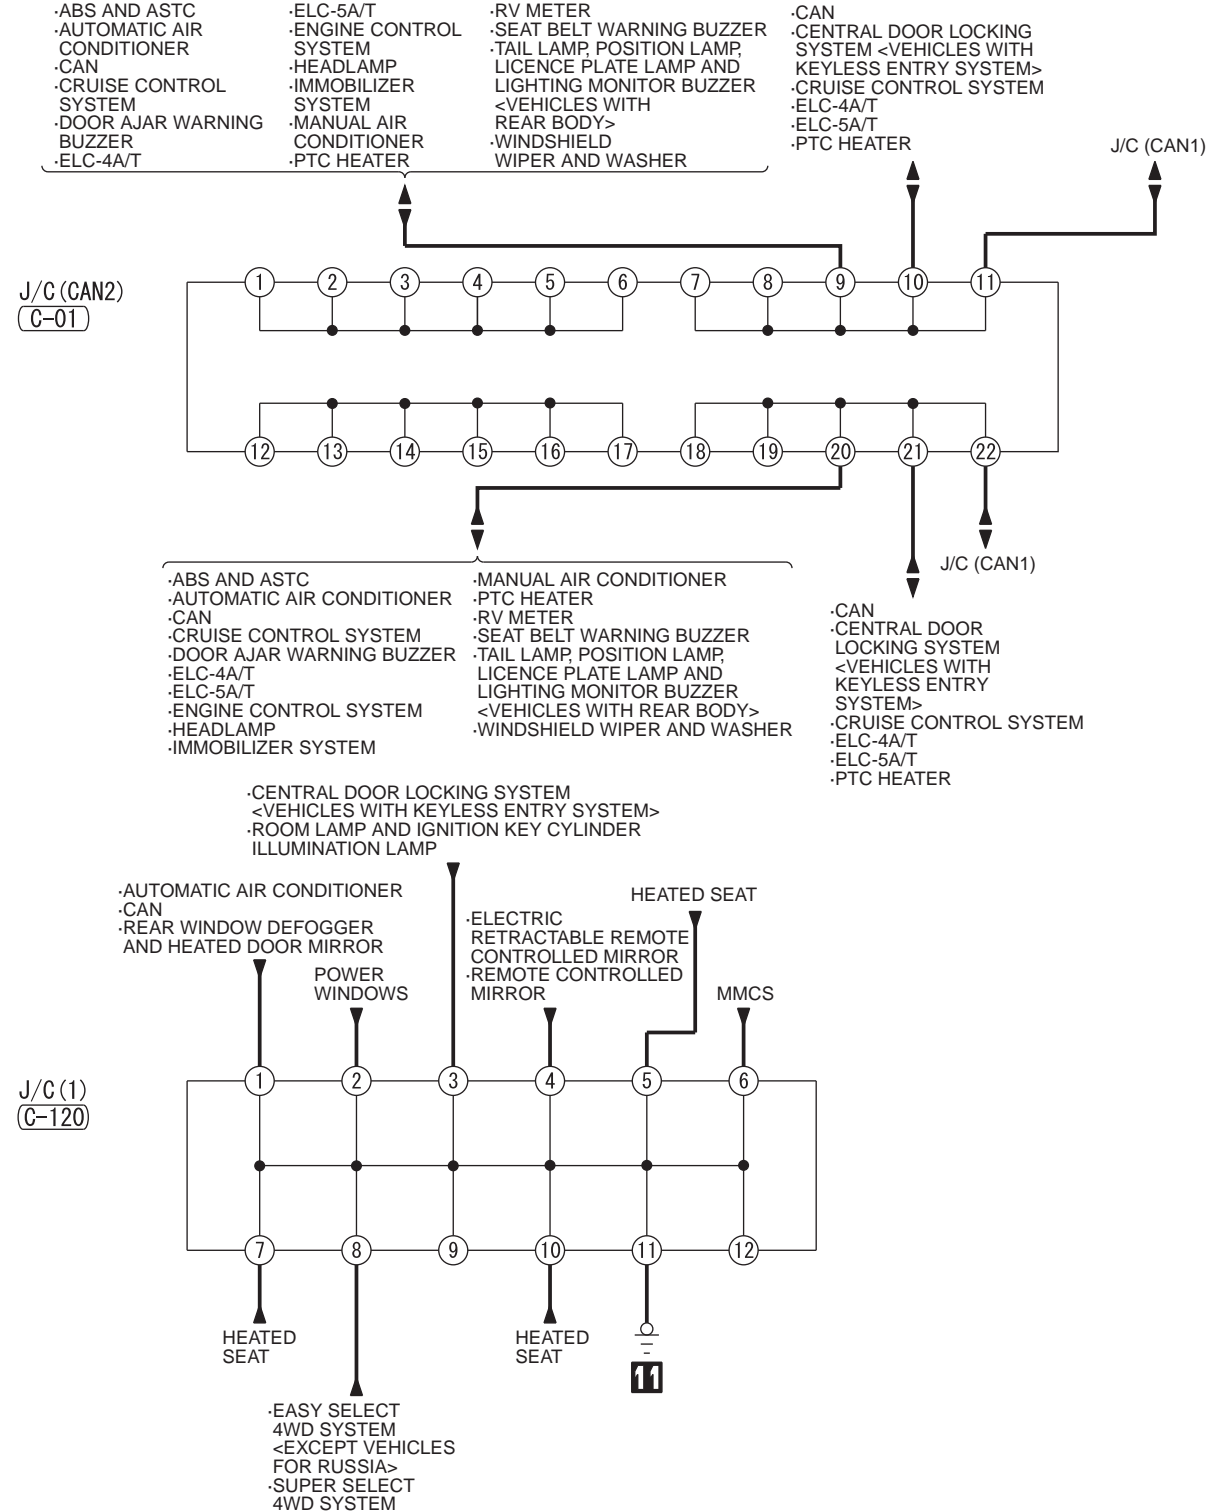 ·ABS AND ASTC
·AUTOMATIC AIR
CONDITIONER
·CAN
·CRUISE CONTROL
SYSTEM
·DOOR AJAR WARNING
BUZZER
·ELC-4A/T
·ELC-5A/T
·ENGINE CONTROL
SYSTEM
·HEADLAMP
·IMMOBILIZER
SYSTEM
·MANUAL AIR
CONDITIONER
·PTC HEATER
·RV METER
·SEAT BELT WARNING BUZZER
·TAIL LAMP, POSITION LAMP,
LICENCE PLATE LAMP AND
LIGHTING MONITOR BUZZER
<VEHICLES WITH
REAR BODY>
·WINDSHIELD
WIPER AND WASHER
·CAN
·CENTRAL DOOR LOCKING
SYSTEM <VEHICLES WITH
KEYLESS ENTRY SYSTEM>
·CRUISE CONTROL SYSTEM
·ELC-4A/T
·ELC-5A/T
·PTC HEATER
J/C (CAN1)
J/C (CAN2)
C-01
1 2 3 4 5 6 7 8 9 10 11
12 13 14 15 16 17 18 19 20 21 22
·ABS AND ASTC
·AUTOMATIC AIR CONDITIONER
·CAN
·CRUISE CONTROL SYSTEM
·DOOR AJAR WARNING BUZZER
·ELC-4A/T
·ELC-5A/T
·ENGINE CONTROL SYSTEM
·HEADLAMP
·IMMOBILIZER SYSTEM
·MANUAL AIR CONDITIONER
·PTC HEATER
·RV METER
·SEAT BELT WARNING BUZZER
·TAIL LAMP, POSITION LAMP,
LICENCE PLATE LAMP AND
LIGHTING MONITOR BUZZER
<VEHICLES WITH REAR BODY>
·WINDSHIELD WIPER AND WASHER
J/C (CAN1)
·CAN
·CENTRAL DOOR
LOCKING SYSTEM
<VEHICLES WITH
KEYLESS ENTRY
SYSTEM>
·CRUISE CONTROL SYSTEM
·ELC-4A/T
·ELC-5A/T
·PTC HEATER
·CENTRAL DOOR LOCKING SYSTEM
<VEHICLES WITH KEYLESS ENTRY SYSTEM>
·ROOM LAMP AND IGNITION KEY CYLINDER
ILLUMINATION LAMP
·AUTOMATIC AIR CONDITIONER
·CAN
·REAR WINDOW DEFOGGER
AND HEATED DOOR MIRROR
POWER
WINDOWS
·ELECTRIC
RETRACTABLE REMOTE
CONTROLLED MIRROR
·REMOTE CONTROLLED
MIRROR
HEATED SEAT
MMCS
J/C (1)
C-120
1 2 3 4 5 6
7 8 9 10 11 12
HEATED
SEAT
HEATED
SEAT
11
·EASY SELECT
4WD SYSTEM
<EXCEPT VEHICLES
FOR RUSSIA>
·SUPER SELECT
4WD SYSTEM